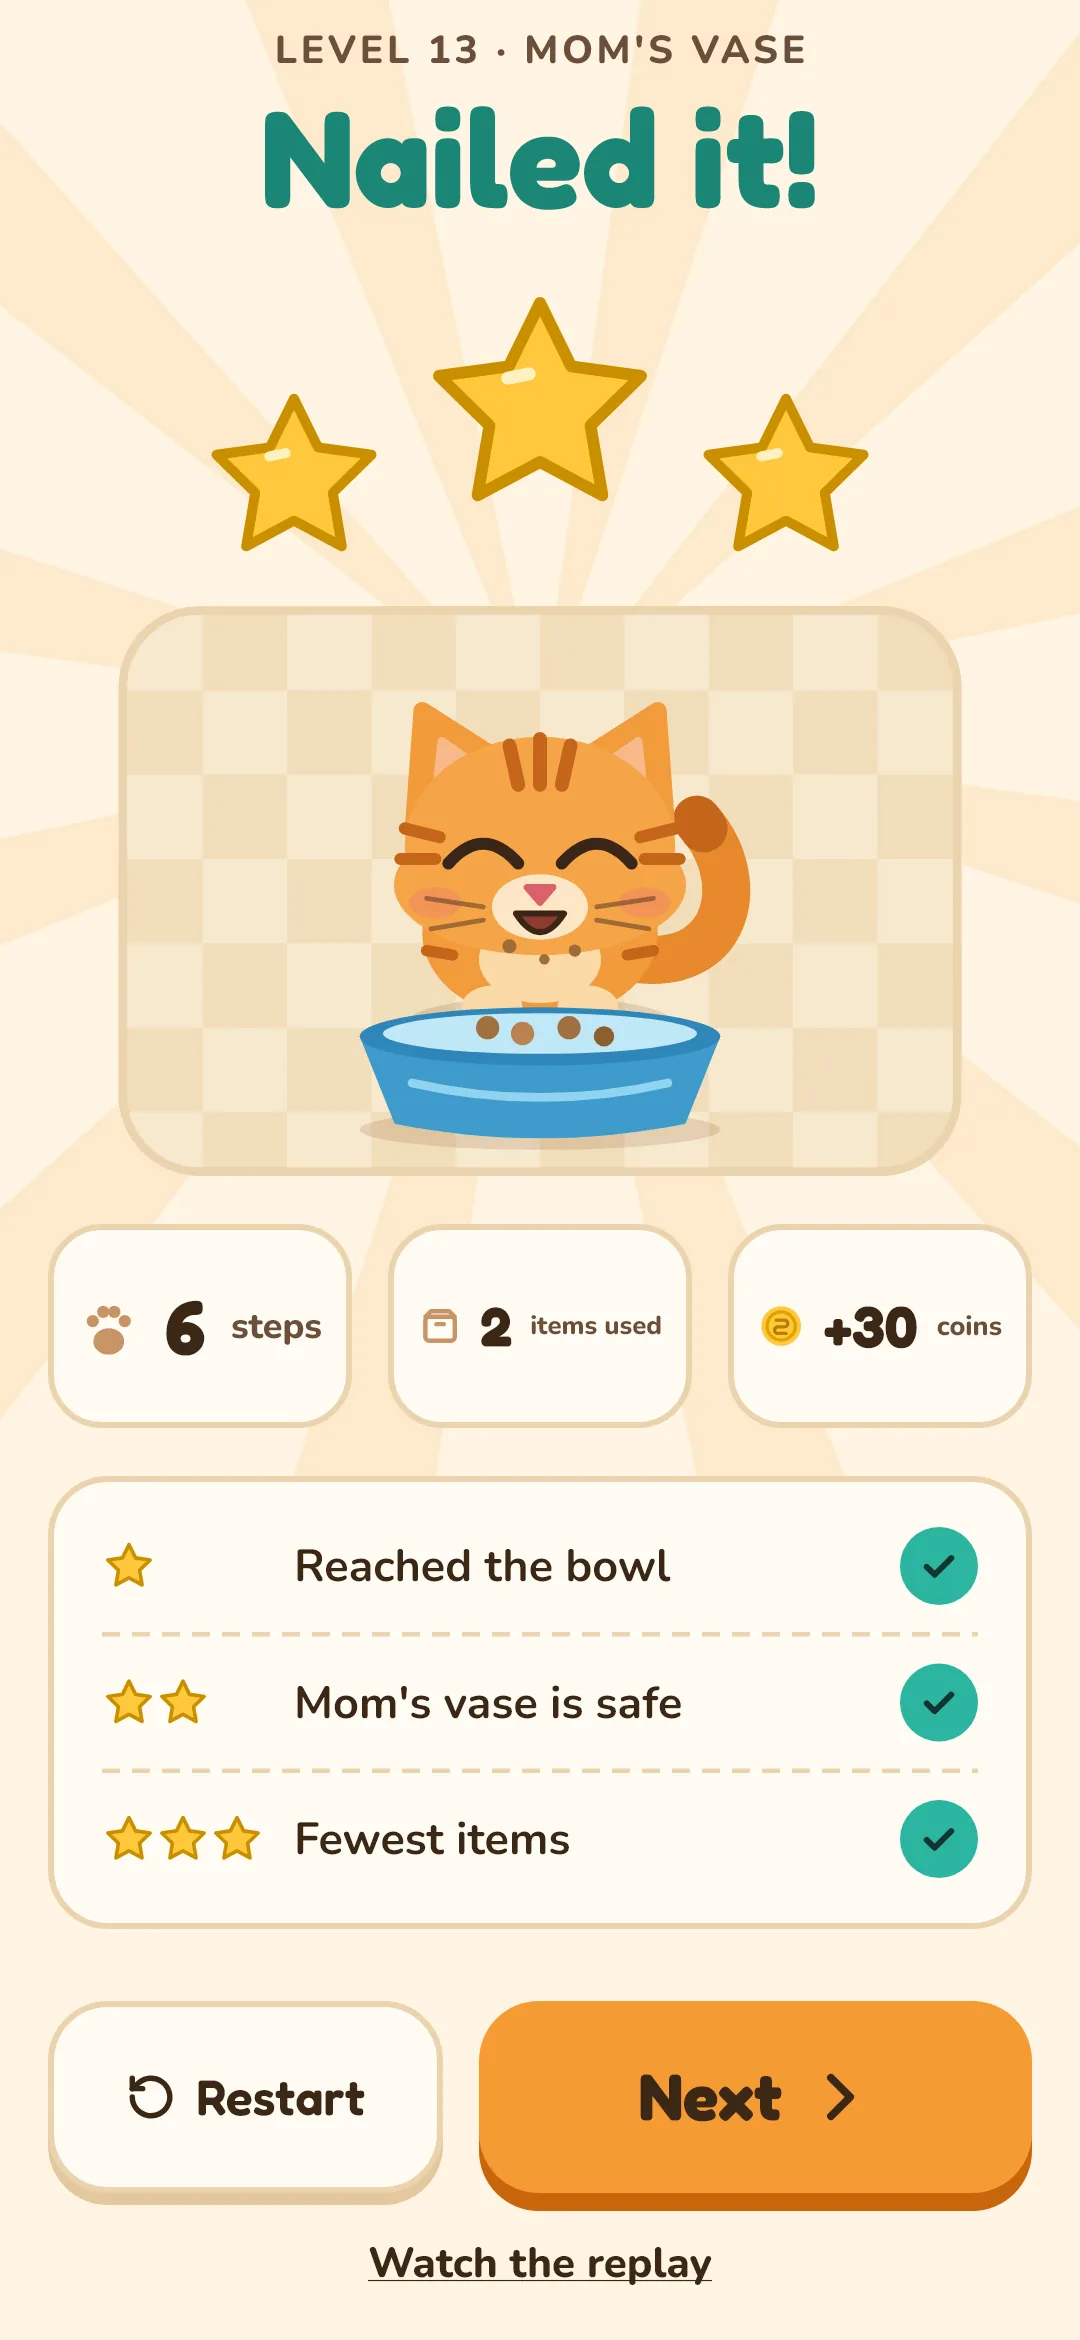 LEVEL 13 · MOM'S VASE
Nailed it!
6 steps
2 items used
+30 coins
Reached the bowl
Mom's vase is safe
Fewest items
Restart
Next
Watch the replay